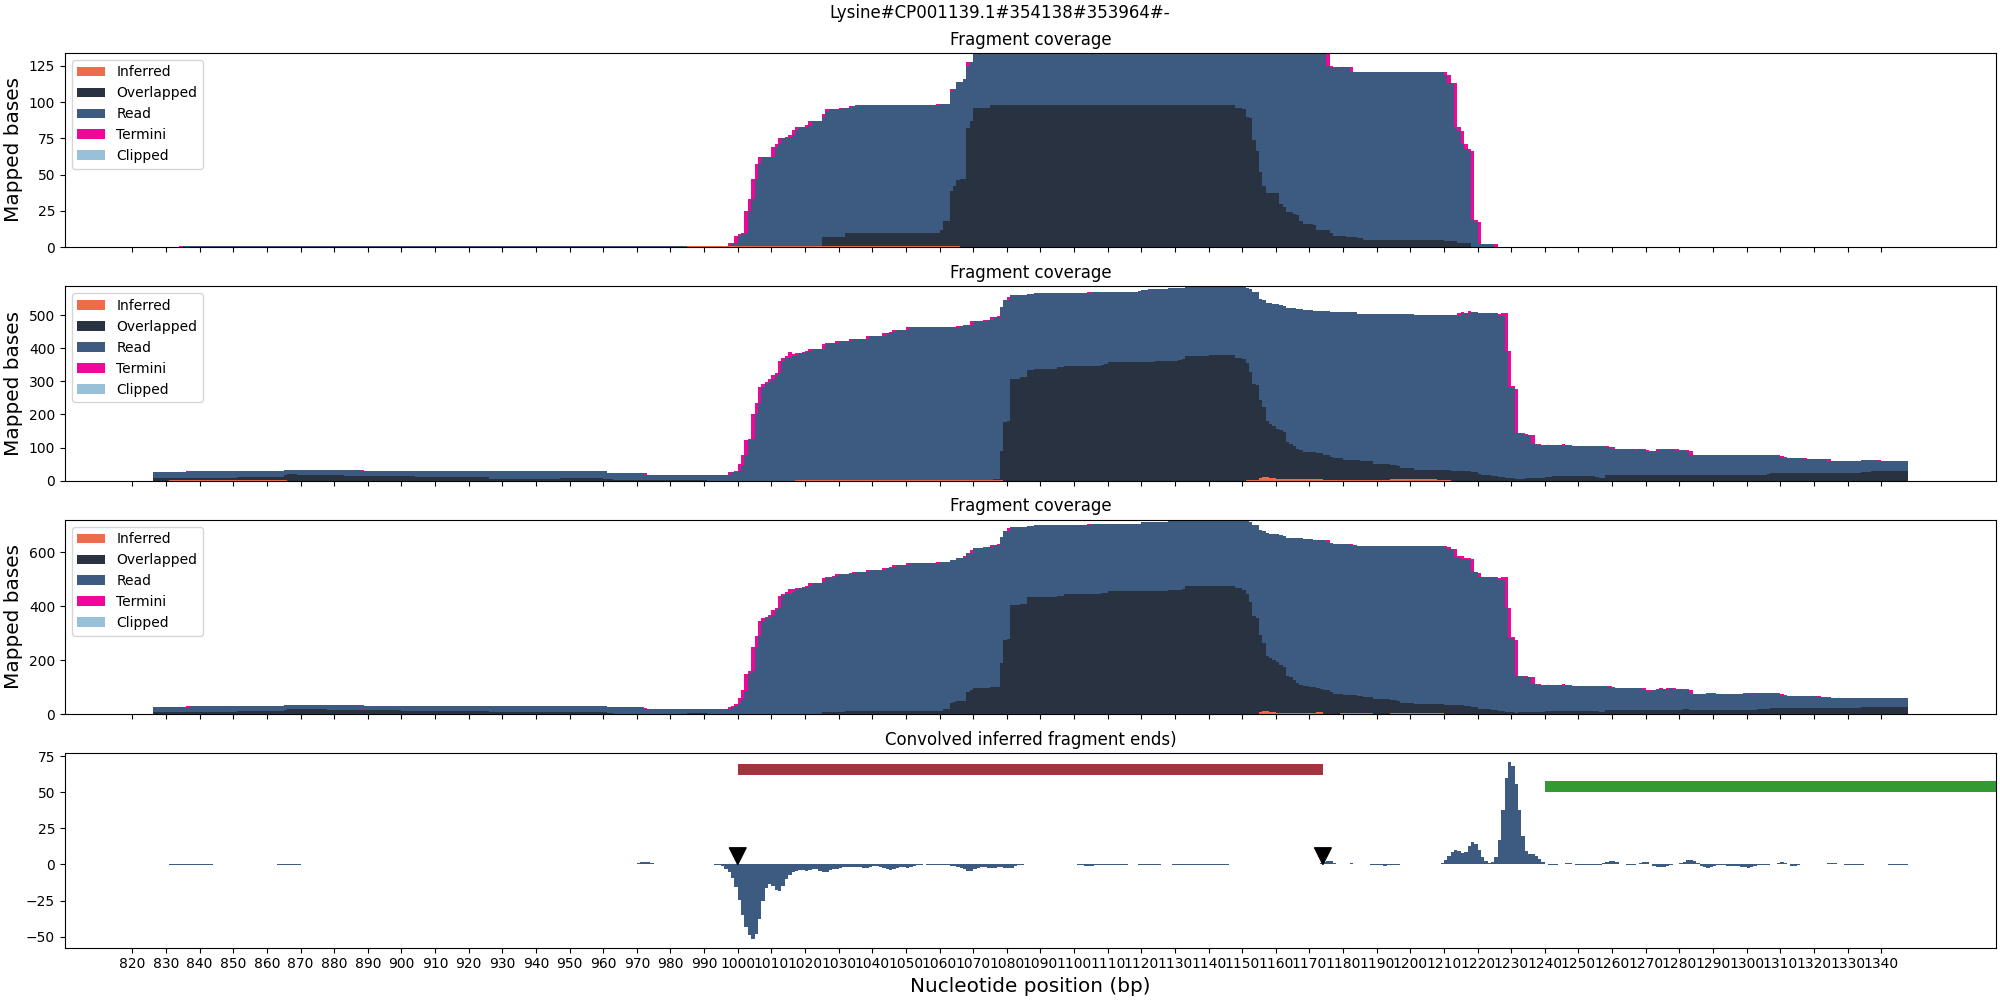 Lysine#CP001139.1#354138#353964#-
Fragment coverage
Mapped bases
125
100
75
50
25
0
Inferred
Overlapped
Read
Termini
Clipped
Fragment coverage
Mapped bases
500
400
300
200
100
0
Inferred
Overlapped
Read
Termini
Clipped
Fragment coverage
Mapped bases
600
400
200
0
Inferred
Overlapped
Read
Termini
Clipped
Convolved inferred fragment ends)
75
50
25
0
−25
−50
820 830 840 850 860 870 880 890 900 910 920 930 940 950 960 970 980 990 1000 1010 1020 1030 1040 1050 1060 1070 1080 1090 1100 1110 1120 1130 1140 1150 1160 1170 1180 1190 1200 1210 1220 1230 1240 1250 1260 1270 1280 1290 1300 1310 1320 1330 1340
Nucleotide position (bp)